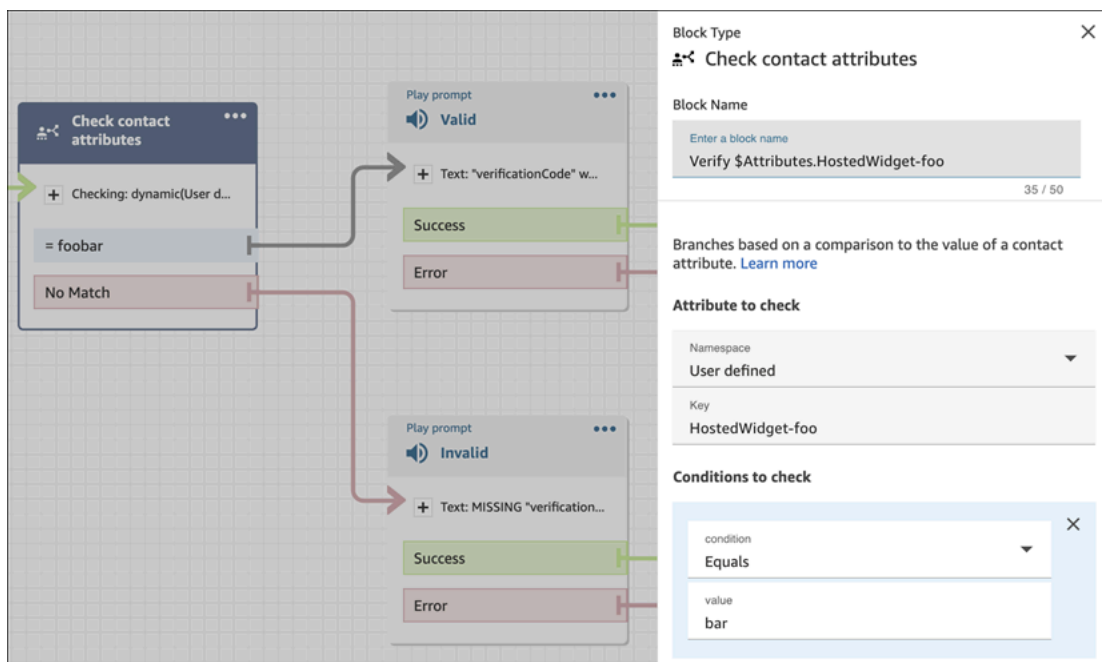 Check contact
attributes
Checking: dynamic(User d...
= foobar
No Match
Play prompt
Valid
Text: "verificationCode" w...
Success
Error
Play prompt
Invalid
Text: MISSING "verification...
Success
Error
Block Type
Check contact attributes
Block Name
Enter a block name
Verify $Attributes.HostedWidget-foo
35 / 50
Branches based on a comparison to the value of a contact
attribute. Learn more
Attribute to check
Namespace
User defined
Key
HostedWidget-foo
Conditions to check
condition
Equals
value
bar